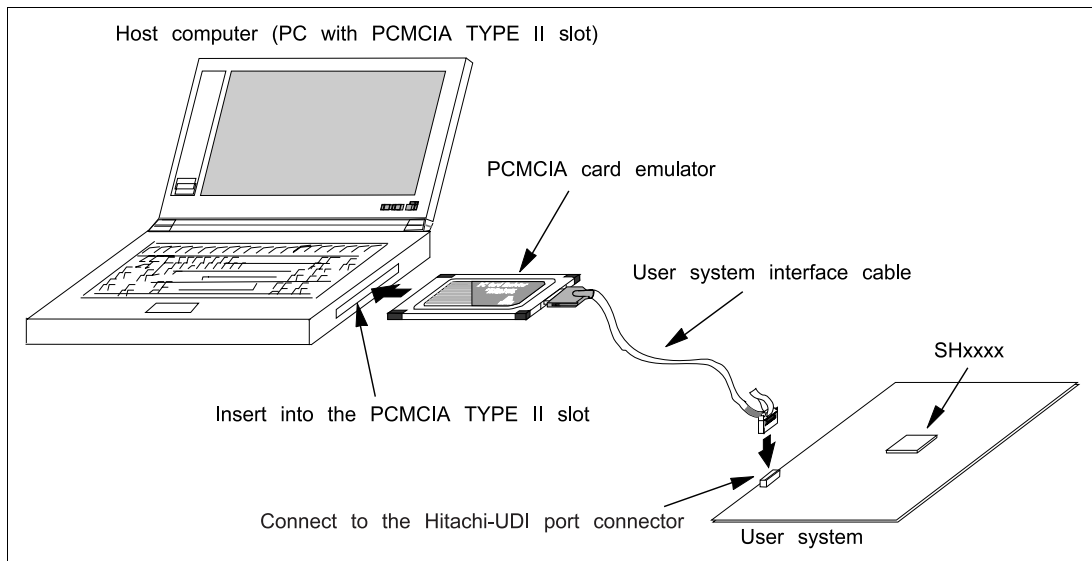 Host computer (PC with PCMCIA TYPE II slot)
PCMCIA card emulator
User system interface cable
SHxxxx
Insert into the PCMCIA TYPE II slot
Connect to the Hitachi-UDI port connector
User system